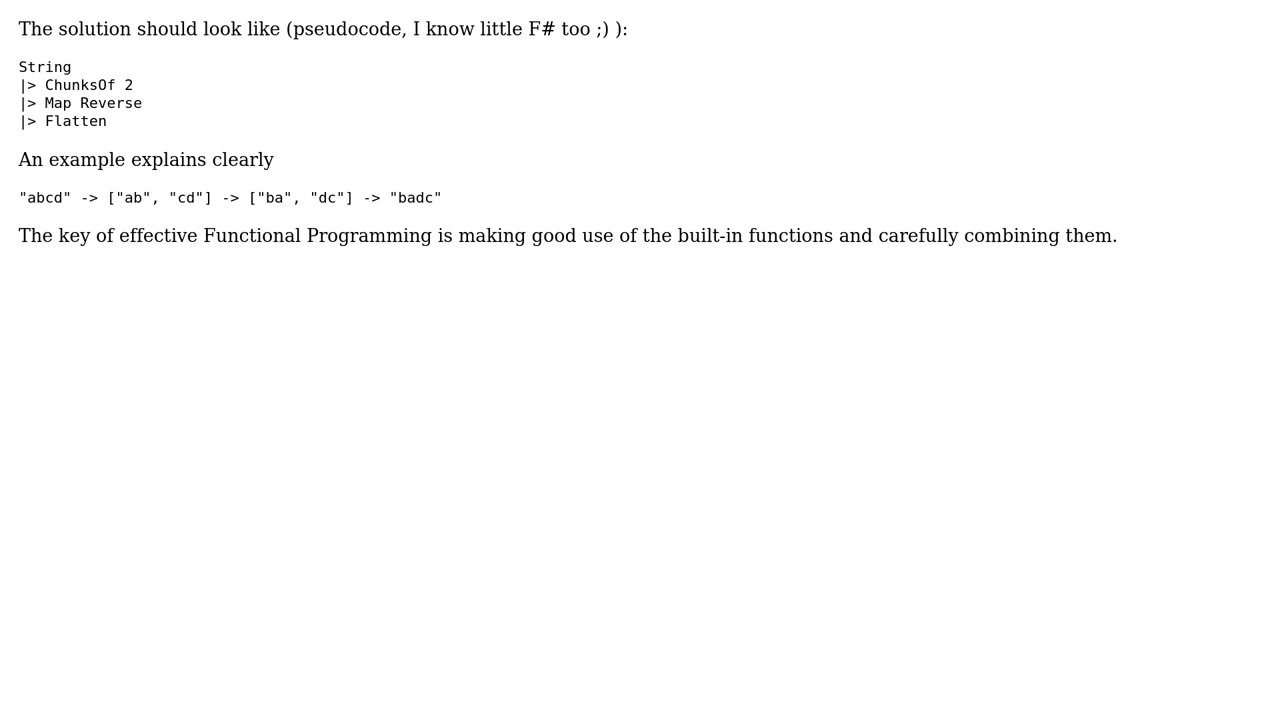 The solution should look like (pseudocode, I know little F# too ;) ):
String
|> ChunksOf 2
|> Map Reverse
|> Flatten
An example explains clearly
"abcd" -> ["ab", "cd"] -> ["ba", "dc"] -> "badc"
The key of effective Functional Programming is making good use of the built-in functions and carefully combining them.